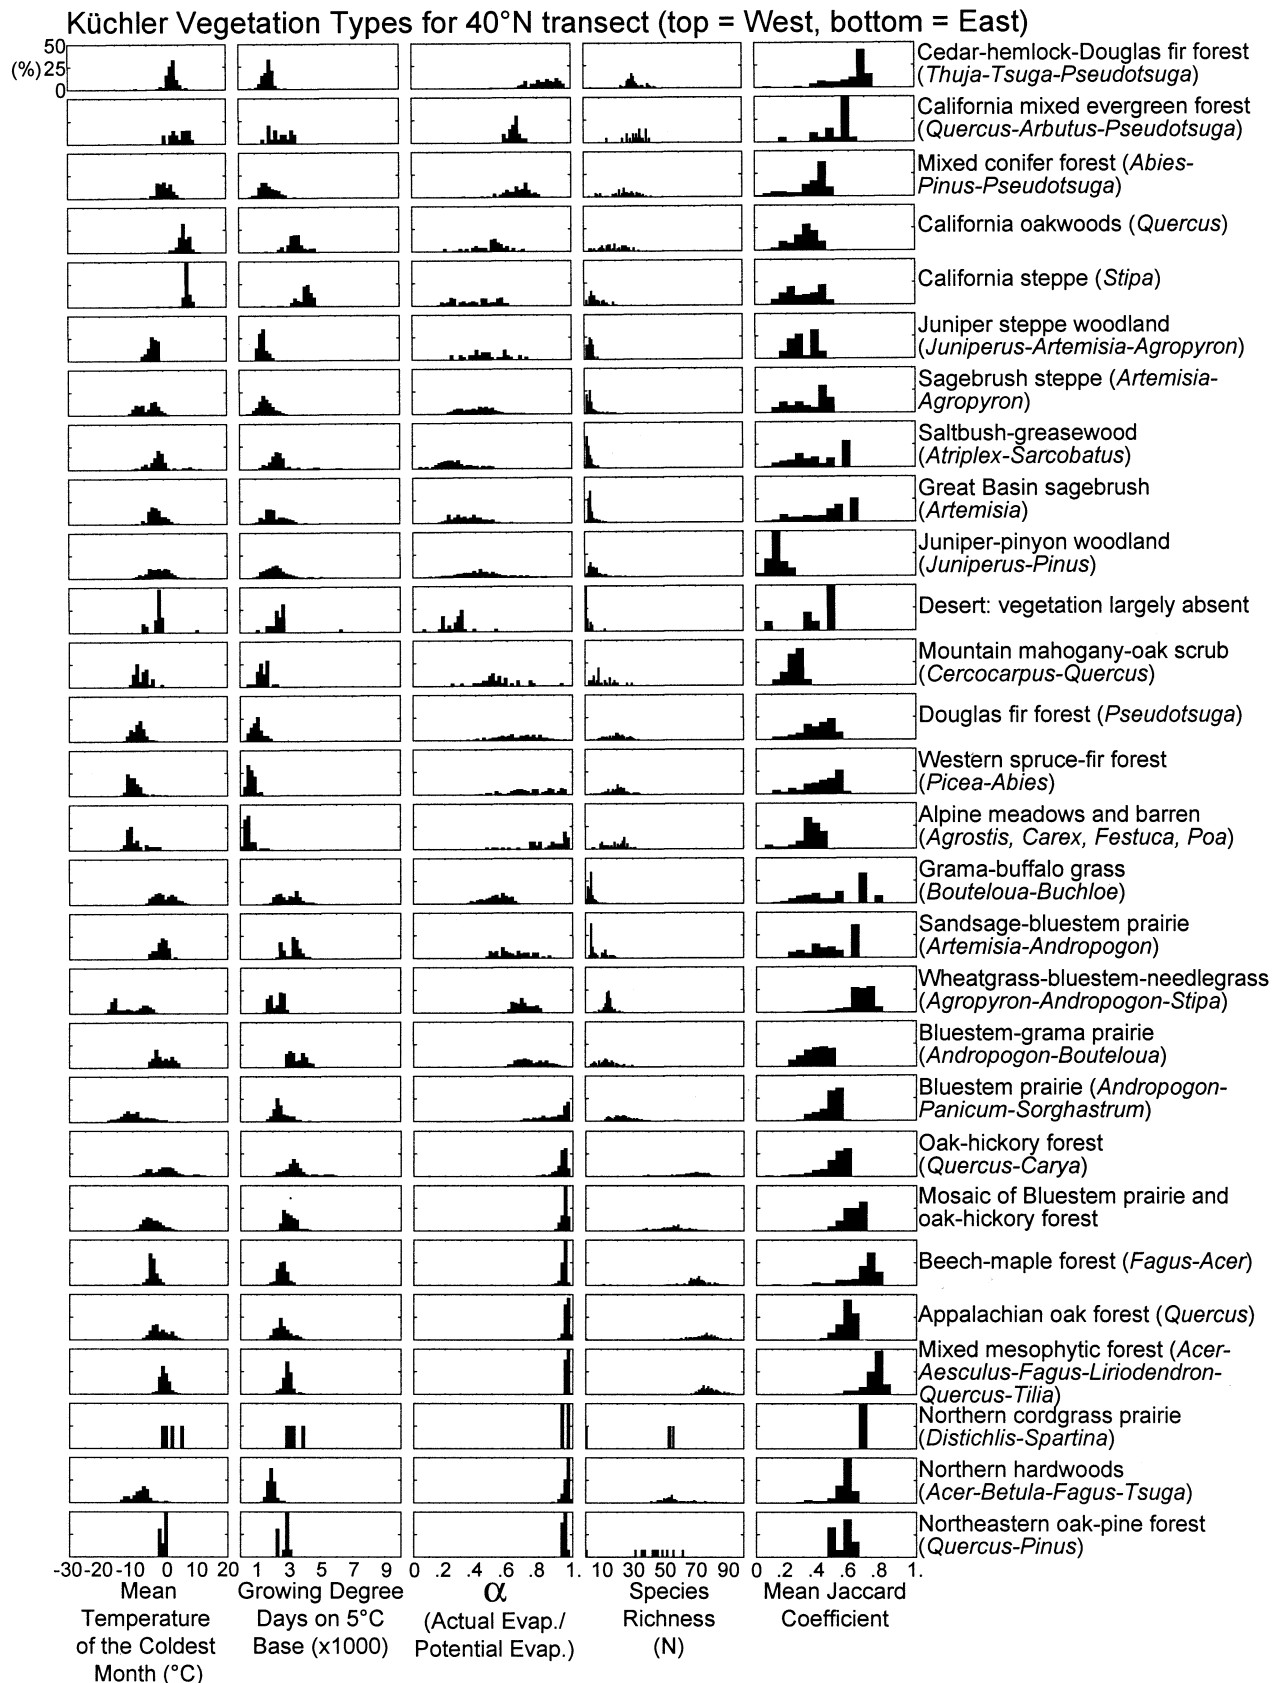 Küchler Vegetation Types for 40°N transect (top = West, bottom = East)
50
(%) 25
0
Cedar-hemlock-Douglas fir forest
(Thuja-Tsuga-Pseudotsuga)
California mixed evergreen forest
(Quercus-Arbutus-Pseudotsuga)
Mixed conifer forest (Abies-
Pinus-Pseudotsuga)
California oakwoods (Quercus)
California steppe (Stipa)
Juniper steppe woodland
(Juniperus-Artemisia-Agropyron)
Sagebrush steppe (Artemisia-
Agropyron)
Saltbush-greasewood
(Atriplex-Sarcobatus)
Great Basin sagebrush
(Artemisia)
Juniper-pinyon woodland
(Juniperus-Pinus)
Desert: vegetation largely absent
Mountain mahogany-oak scrub
(Cercocarpus-Quercus)
Douglas fir forest (Pseudotsuga)
Western spruce-fir forest
(Picea-Abies)
Alpine meadows and barren
(Agrostis, Carex, Festuca, Poa)
Grama-buffalo grass
(Bouteloua-Buchloe)
Sandsage-bluestem prairie
(Artemisia-Andropogon)
Wheatgrass-bluestem-needlegrass
(Agropyron-Andropogon-Stipa)
Bluestem-grama prairie
(Andropogon-Bouteloua)
Bluestem prairie (Andropogon-
Panicum-Sorghastrum)
Oak-hickory forest
(Quercus-Carya)
Mosaic of Bluestem prairie and
oak-hickory forest
Beech-maple forest (Fagus-Acer)
Appalachian oak forest (Quercus)
Mixed mesophytic forest (Acer-
Aesculus-Fagus-Liriodendron-
Quercus-Tilia)
Northern cordgrass prairie
(Distichlis-Spartina)
Northern hardwoods
(Acer-Betula-Fagus-Tsuga)
Northeastern oak-pine forest
(Quercus-Pinus)
-30 -20 -10 0 10 20 1 3 5 7 9 0 .2 .4 .6 .8 1. 10 30 50 70 90 0 .2 .4 .6 .8 1.
Mean
Temperature
of the Coldest
Month (°C)
Growing Degree
Days on 5°C
Base (x1000)
α
(Actual Evap./
Potential Evap.)
Species
Richness
(N)
Mean Jaccard
Coefficient